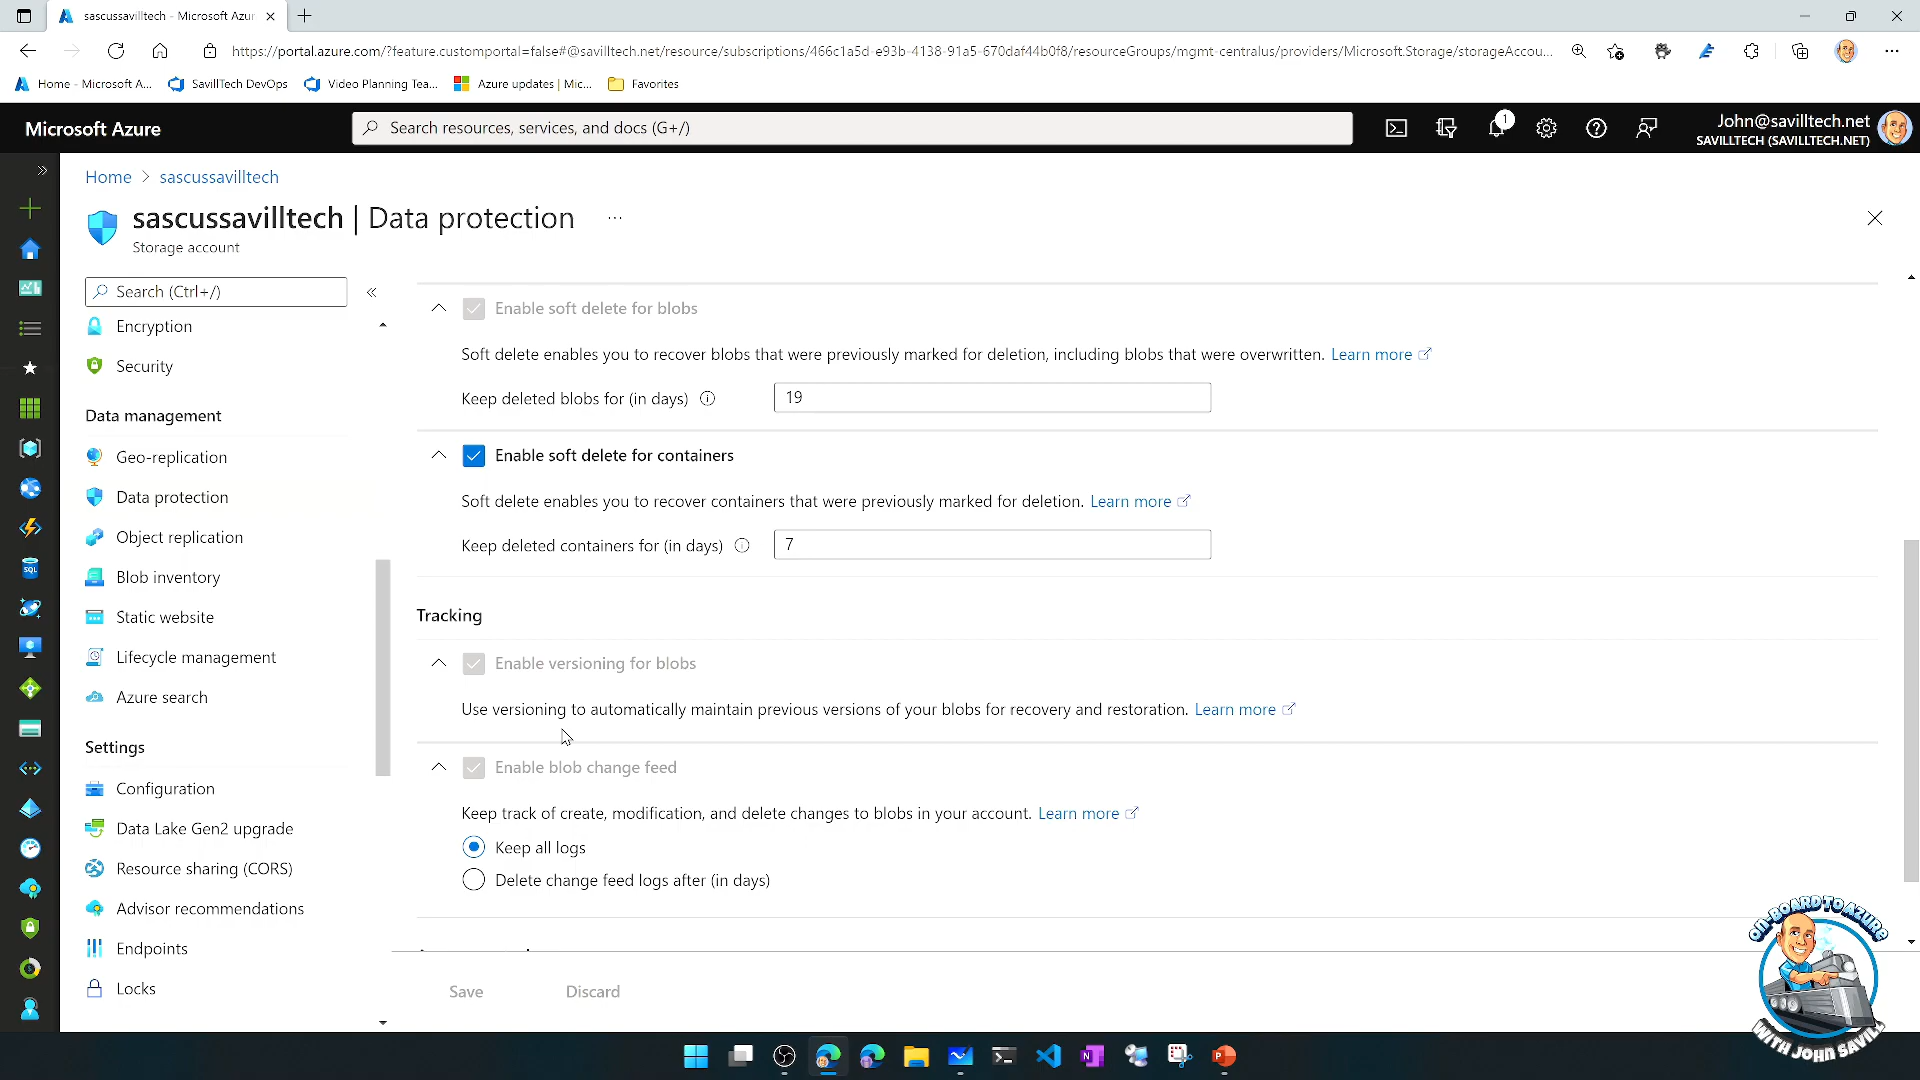 sascussavilltech - Microsoft Azur
https://portal.azure.com/?feature.customportal=false#@savilltech.net/resource/subscriptions/466c1a5d-e93b-4138-91a5-670daf44b0f8/resourceGroups/mgmt-centralus/providers/Microsoft.Storage/storageAccou...
Home - Microsoft A...
SavillTech DevOps
Video Planning Tea...
Azure updates | Mic...
Favorites
Microsoft Azure
Search resources, services, and docs (G+/)
1
John@savilltech.net
SAVILLTECH (SAVILLTECH.NET)
Home > sascussavilltech
sascussavilltech | Data protection ...
Storage account
Search (Ctrl+/)
Encryption
Security
Data management
Geo-replication
Data protection
Object replication
Blob inventory
Static website
Lifecycle management
Azure search
Settings
Configuration
Data Lake Gen2 upgrade
Resource sharing (CORS)
Advisor recommendations
Endpoints
Locks
Enable soft delete for blobs
Soft delete enables you to recover blobs that were previously marked for deletion, including blobs that were overwritten. Learn more
Keep deleted blobs for (in days)
19
Enable soft delete for containers
Soft delete enables you to recover containers that were previously marked for deletion. Learn more
Keep deleted containers for (in days)
7
Tracking
Enable versioning for blobs
Use versioning to automatically maintain previous versions of your blobs for recovery and restoration. Learn more
Enable blob change feed
Keep track of create, modification, and delete changes to blobs in your account. Learn more
Keep all logs
Delete change feed logs after (in days)
Save
Discard
SQL
ON-BOARD TO AZURE
WITH JOHN SAVILL